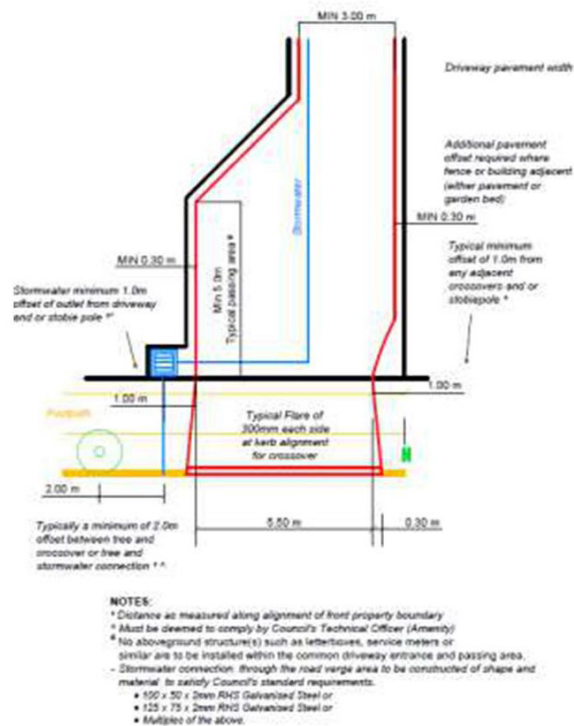 MIN 3.00 m
Driveway pavement width
Additional pavement
offset required where
fence or building adjacent
(either pavement or
garden bed)
MIN 0.30 m
Stormwater
MIN 0.30 m
Min 5.0m
Typical passing area #
Typical minimum
offset of 1.0m from
any adjacent
crossovers and or
stobiepole
Stormwater minimum 1.0m
offset of outlet from driveway
end or stobie pole
1.00 m
1.00 m
Footpath
Typical Flare of
300mm each side
at kerb alignment
for crossover
N
2.00 m
5.50 m
0.30 m
Typically a minimum of 2.0m
offset between tree and
crossover or tree and
stormwater connection
NOTES:
* Distance as measured along alignment of front property boundary
Must be deemed to comply by Council's Technical Officer (Amenity)
# No aboveground structure(s) such as letterboxes, service meters or
similar are to be installed within the common driveway entrance and passing area.
- Stormwater connection through the road verge area to be constructed of shape and
material to satisfy Council's standard requirements.
• 100 x 50 x 2mm RHS Galvanised Steel or
• 125 x 75 x 2mm RHS Galvanised Steel or
• Multiples of the above.